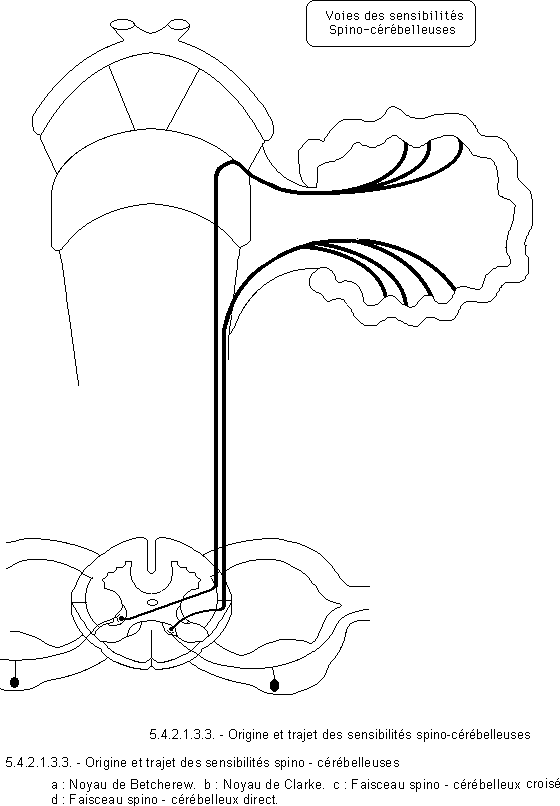 Voies des sensibilités
Spino-cérébelleuses
5.4.2.1.3.3. - Origine et trajet des sensibilités spino-cérébelleuses
5.4.2.1.3.3. - Origine et trajet des sensibilités spino - cérébelleuses
a : Noyau de Betcherew. b : Noyau de Clarke. c : Faisceau spino - cérébelleux croisé
d : Faisceau spino - cérébelleux direct.